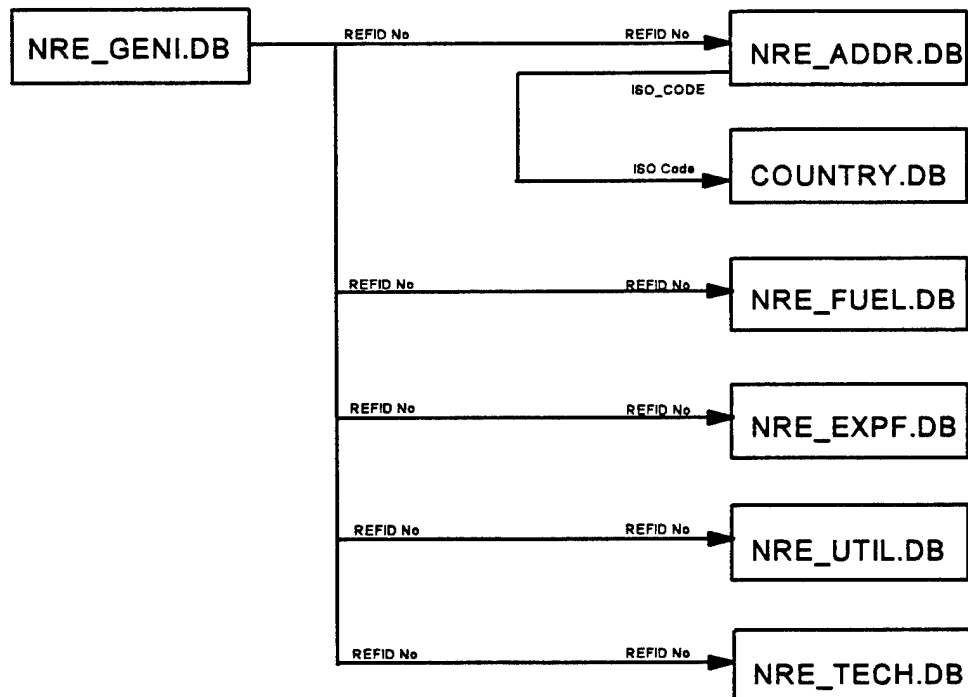 NRE_GENI.DB
REFID No
REFID No
NRE_ADDR.DB
ISO_CODE
ISO Code
COUNTRY.DB
REFID No
REFID No
NRE_FUEL.DB
REFID No
REFID No
NRE_EXPF.DB
REFID No
REFID No
NRE_UTIL.DB
REFID No
REFID No
NRE_TECH.DB